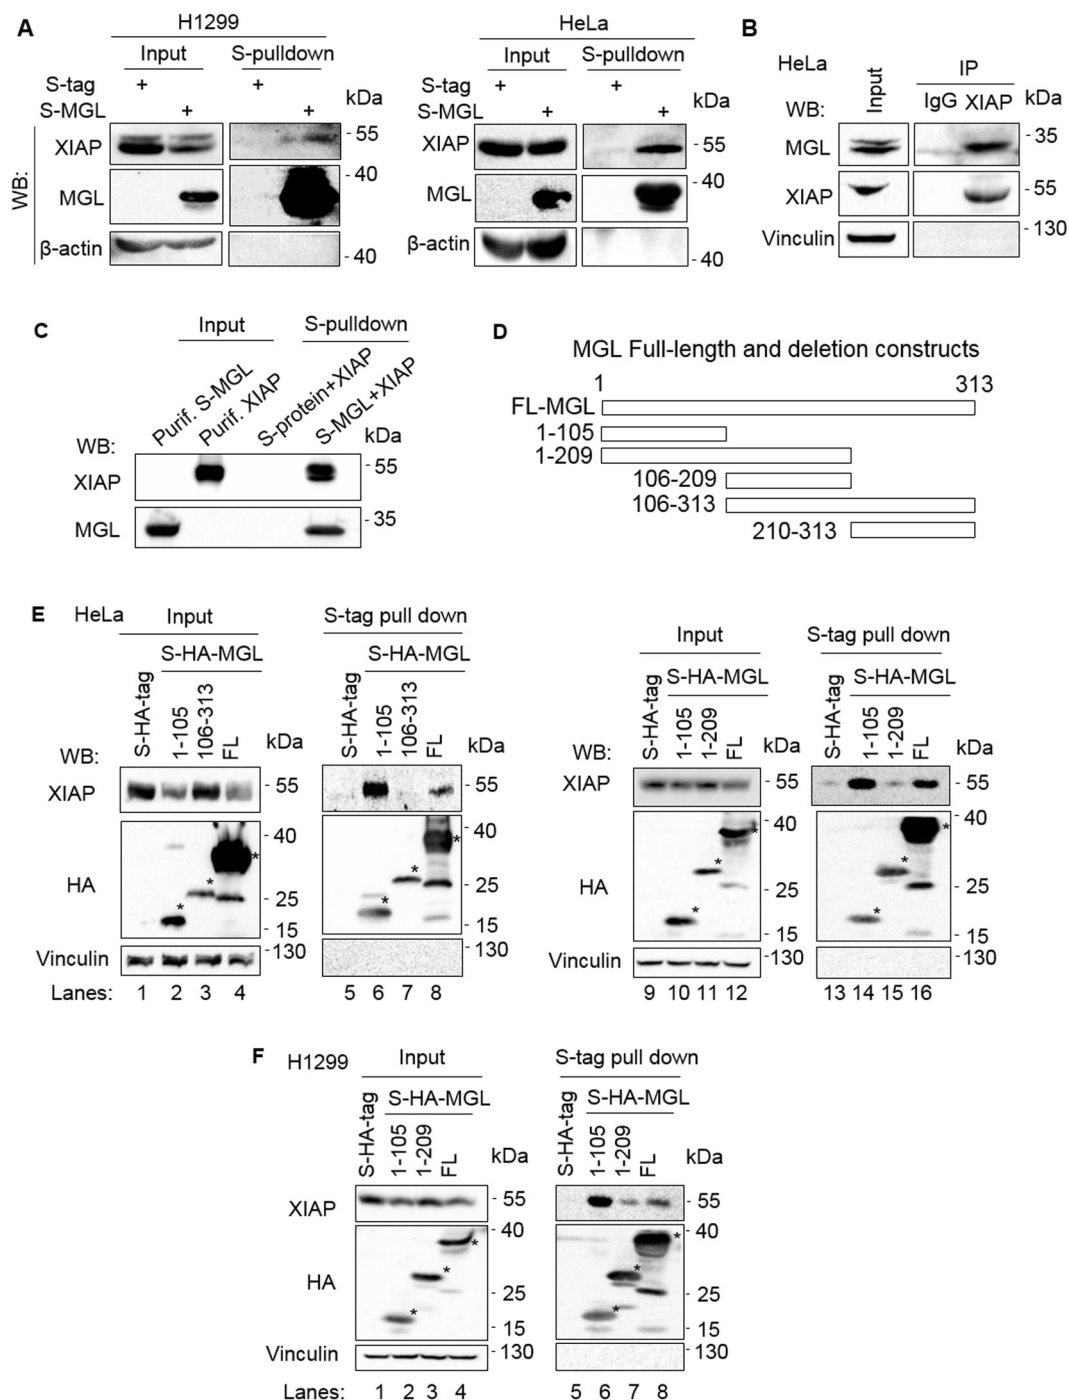 A
H1299
Input
S-pulldown
S-tag + +
S-MGL + +
kDa
WB:
XIAP
- 55
- 40
MGL
β-actin
- 40
HeLa
Input
S-pulldown
S-tag + +
S-MGL + +
kDa
XIAP
- 55
- 40
MGL
β-actin
- 40
B
HeLa
Input
IP
WB:
IgG XIAP
kDa
MGL
- 35
XIAP
- 55
Vinculin
- 130
C
Input
S-pulldown
Purif. S-MGL
Purif. XIAP
S-protein+XIAP
S-MGL+XIAP
WB:
kDa
XIAP
- 55
MGL
- 35
D
MGL Full-length and deletion constructs
1 313
FL-MGL
1-105
1-209
106-209
106-313
210-313
E
HeLa
Input
S-HA-MGL
S-HA-tag
1-105
106-313
FL
WB:
kDa
XIAP
- 55
- 40
HA
*
*
*
- 25
- 15
Vinculin
- 130
Lanes: 1 2 3 4
S-tag pull down
S-HA-MGL
S-HA-tag
1-105
106-313
FL
kDa
- 55
- 40
*
*
*
- 25
- 15
- 130
5 6 7 8
Input
S-HA-MGL
S-HA-tag
1-105
1-209
FL
WB:
kDa
XIAP
- 55
- 40
HA
*
*
*
- 25
- 15
Vinculin
- 130
Lanes: 9 10 11 12
S-tag pull down
S-HA-MGL
S-HA-tag
1-105
1-209
FL
kDa
- 55
- 40
*
*
*
- 25
- 15
- 130
13 14 15 16
F
H1299
Input
S-HA-MGL
S-HA-tag
1-105
1-209
FL
kDa
XIAP
- 55
- 40
HA
*
*
*
- 25
- 15
Vinculin
- 130
Lanes: 1 2 3 4
S-tag pull down
S-HA-MGL
S-HA-tag
1-105
1-209
FL
kDa
- 55
- 40
*
*
*
- 25
- 15
- 130
5 6 7 8